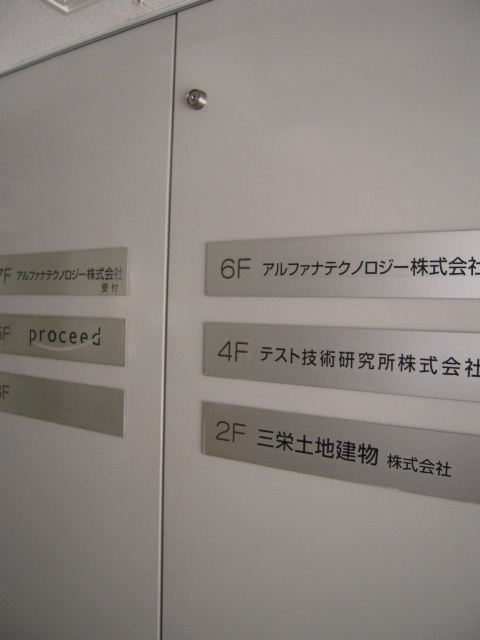 7F アルファナテクノロジー株式会社
受付
5F proceed
3F
6F アルファナテクノロジー株式会社
4F テスト技術研究所株式会社
2F 三栄土地建物 株式会社